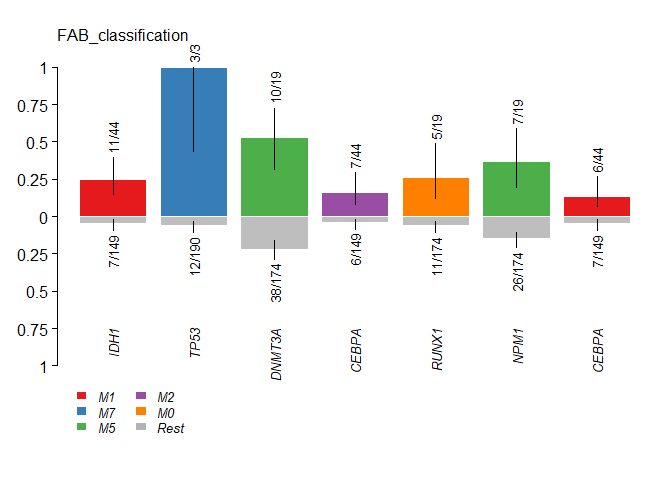 FAB_classification
1
0.75
0.5
0.25
0
0.25
0.5
0.75
1
11/44
3/3
10/19
7/44
5/19
7/19
6/44
7/149
12/190
38/174
6/149
11/174
26/174
7/149
IDH1
TP53
DNMT3A
CEBPA
RUNX1
NPM1
CEBPA
M1
M7
M5
M2
M0
Rest